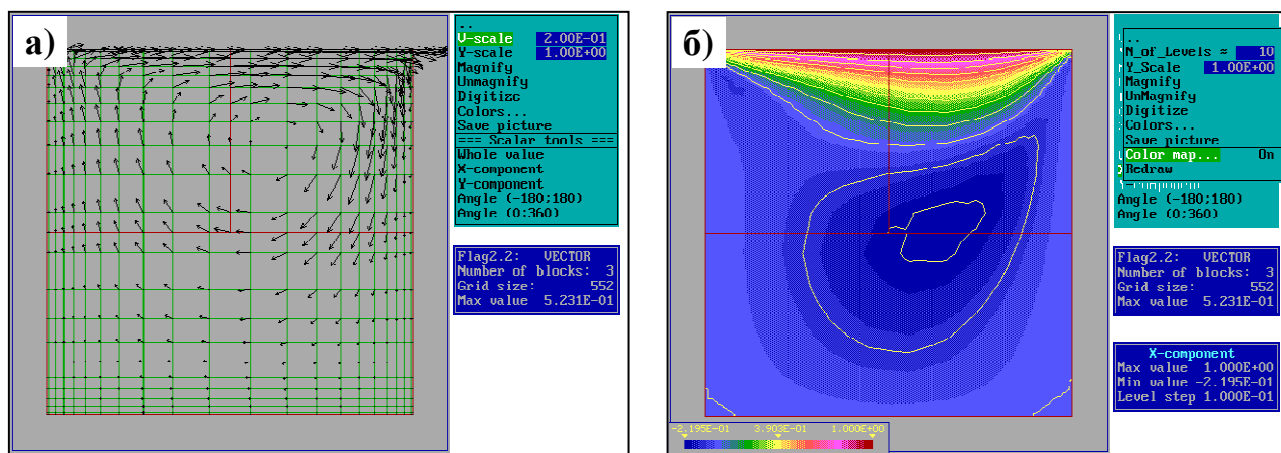 а)
..
V-scale 2.00E-01
Y-scale 1.00E+00
Magnify
Unmagnify
Digitize
Colors...
Save picture
=== Scalar tools ===
Whole value
X-component
Y-component
Angle (-180;180)
Angle (0;360)
Flag2.2: VECTOR
Number of blocks: 3
Grid size: 552
Max value 5.231E-01
б)
..
N_of_Levels ≈ 10
Y_Scale 1.00E+00
Magnify
UnMagnify
Digitize
Colors...
Save picture
Color map... On
Redraw
Angle (-180;180)
Angle (0;360)
Flag2.2: VECTOR
Number of blocks: 3
Grid size: 552
Max value 5.231E-01
X-component
Max value 1.000E+00
Min value -2.195E-01
Level step 1.000E-01
-2.195E-01 3.903E-01 1.000E+00